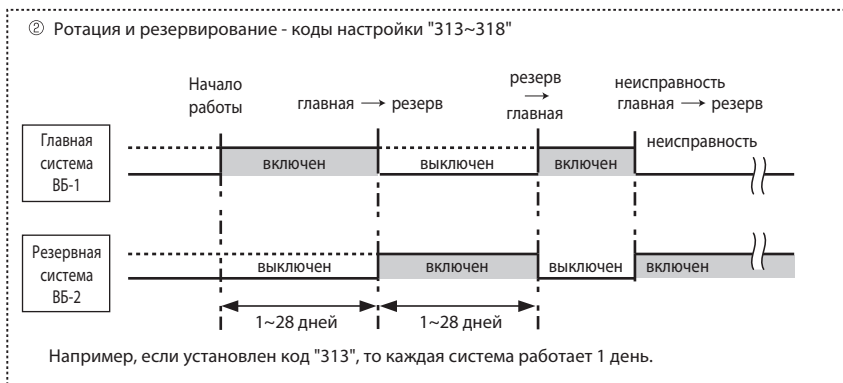 ② Ротация и резервирование - коды настройки "313~318"
Начало
работы
главная → резерв
резерв
→
главная
неисправность
главная → резерв
Главная
система
ВБ-1
включен
выключен
включен
неисправность
Резервная
система
ВБ-2
выключен
включен
выключен
включен
1~28 дней
1~28 дней
Например, если установлен код "313", то каждая система работает 1 день.